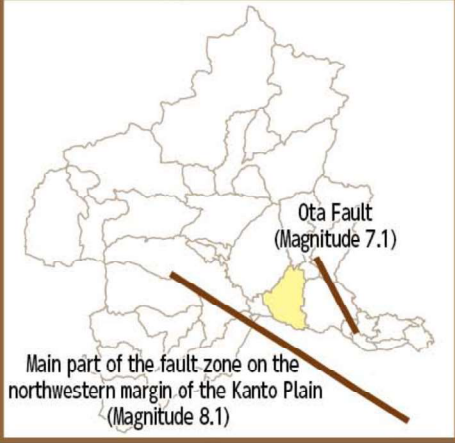 Ota Fault
(Magnitude 7.1)
Main part of the fault zone on the
northwestern margin of the Kanto Plain
(Magnitude 8.1)